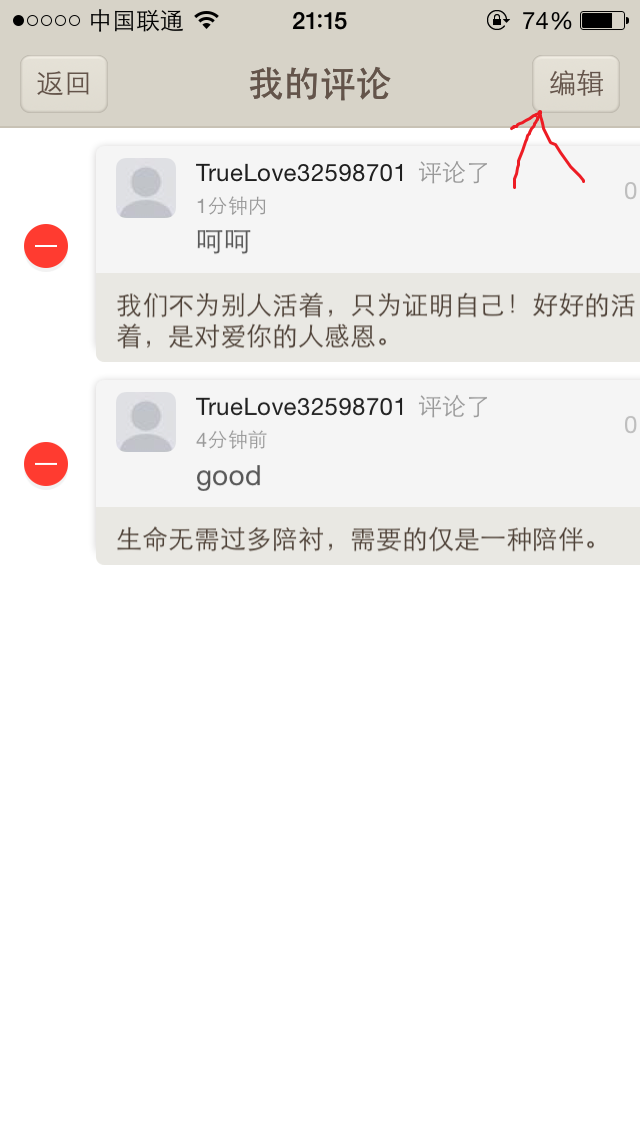 中国联通 21:15 74%
返回 我的评论 编辑
TrueLove32598701 评论了
0
1分钟内
呵呵
我们不为别人活着，只为证明自己！好好的活
着，是对爱你的人感恩。
TrueLove32598701 评论了
0
4分钟前
good
生命无需过多陪衬，需要的仅是一种陪伴。